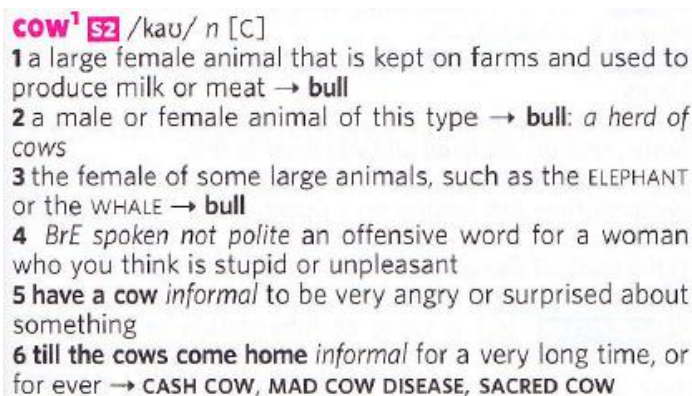 cow¹ S2 /kaʊ/ n [C]
1 a large female animal that is kept on farms and used to
produce milk or meat → bull
2 a male or female animal of this type → bull: a herd of
cows
3 the female of some large animals, such as the ELEPHANT
or the WHALE → bull
4 BrE spoken not polite an offensive word for a woman
who you think is stupid or unpleasant
5 have a cow informal to be very angry or surprised about
something
6 till the cows come home informal for a very long time, or
for ever → CASH COW, MAD COW DISEASE, SACRED COW